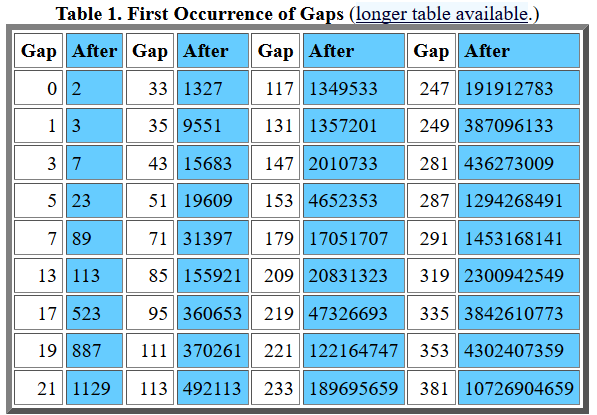 Table 1. First Occurrence of Gaps (longer table available.)
Gap After Gap After Gap After Gap After
0 2 33 1327 117 1349533 247 191912783
1 3 35 9551 131 1357201 249 387096133
3 7 43 15683 147 2010733 281 436273009
5 23 51 19609 153 4652353 287 1294268491
7 89 71 31397 179 17051707 291 1453168141
13 113 85 155921 209 20831323 319 2300942549
17 523 95 360653 219 47326693 335 3842610773
19 887 111 370261 221 122164747 353 4302407359
21 1129 113 492113 233 189695659 381 10726904659